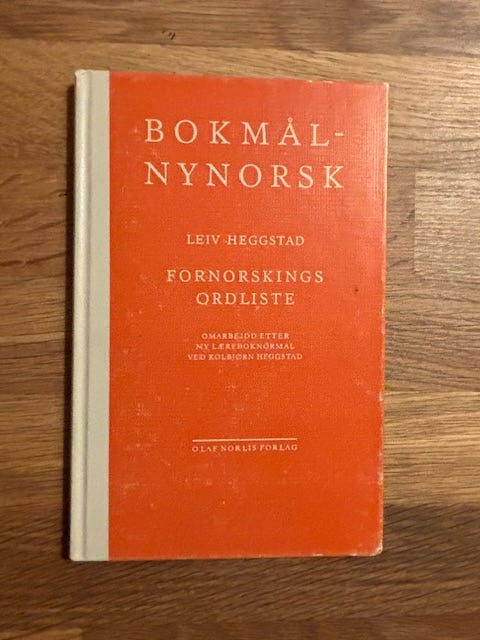 BOKMÅL-
NYNORSK
LEIV HEGGSTAD
FORNORSKINGS
ORDLISTE
OMARBEIDD ETTER
NY LÆREBOKNORMAL
VED KOLBJØRN HEGGSTAD
OLAF NORLIS FORLAG